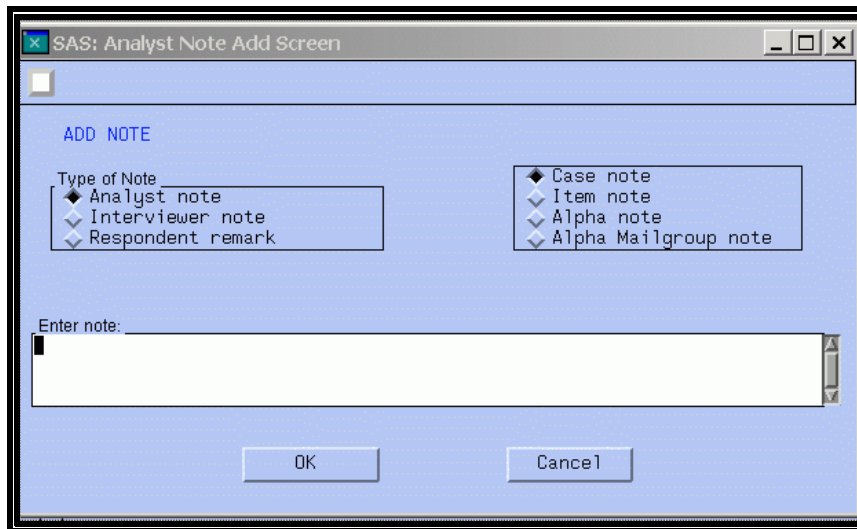 SAS: Analyst Note Add Screen
ADD NOTE
Type of Note
Analyst note
Interviewer note
Respondent remark
Case note
Item note
Alpha note
Alpha Mailgroup note
Enter note:
OK
Cancel